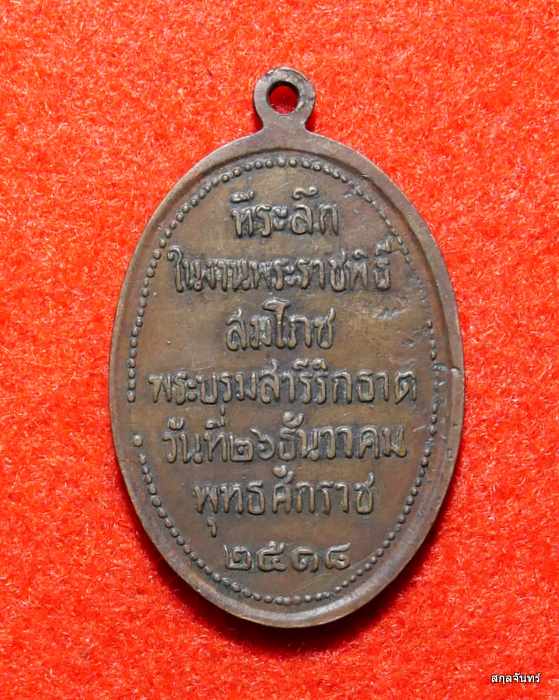 ที่ระลึก
ในงานพระราชพิธี
สมโภช
พระบรมสารีริกธาตุ
วันที่๒๖ธันวาคม
พุทธศักราช
๒๕๑๘
สกุลจันทร์